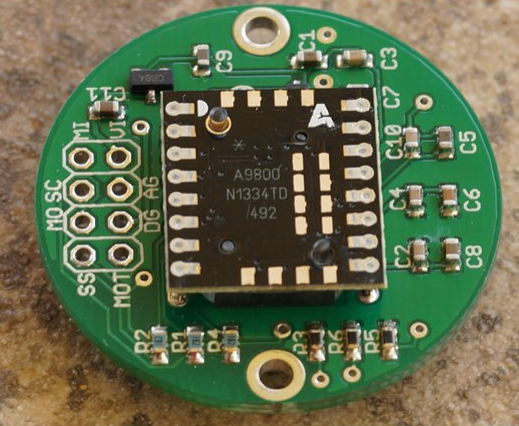 C9
C1
C3
C11
C7
MI
C10
C5
A9800
N1334TD
492
MO SC
DG AG
C4
C6
SS
MOT
C2
C8
R2
R1
R4
R3
R6
R5